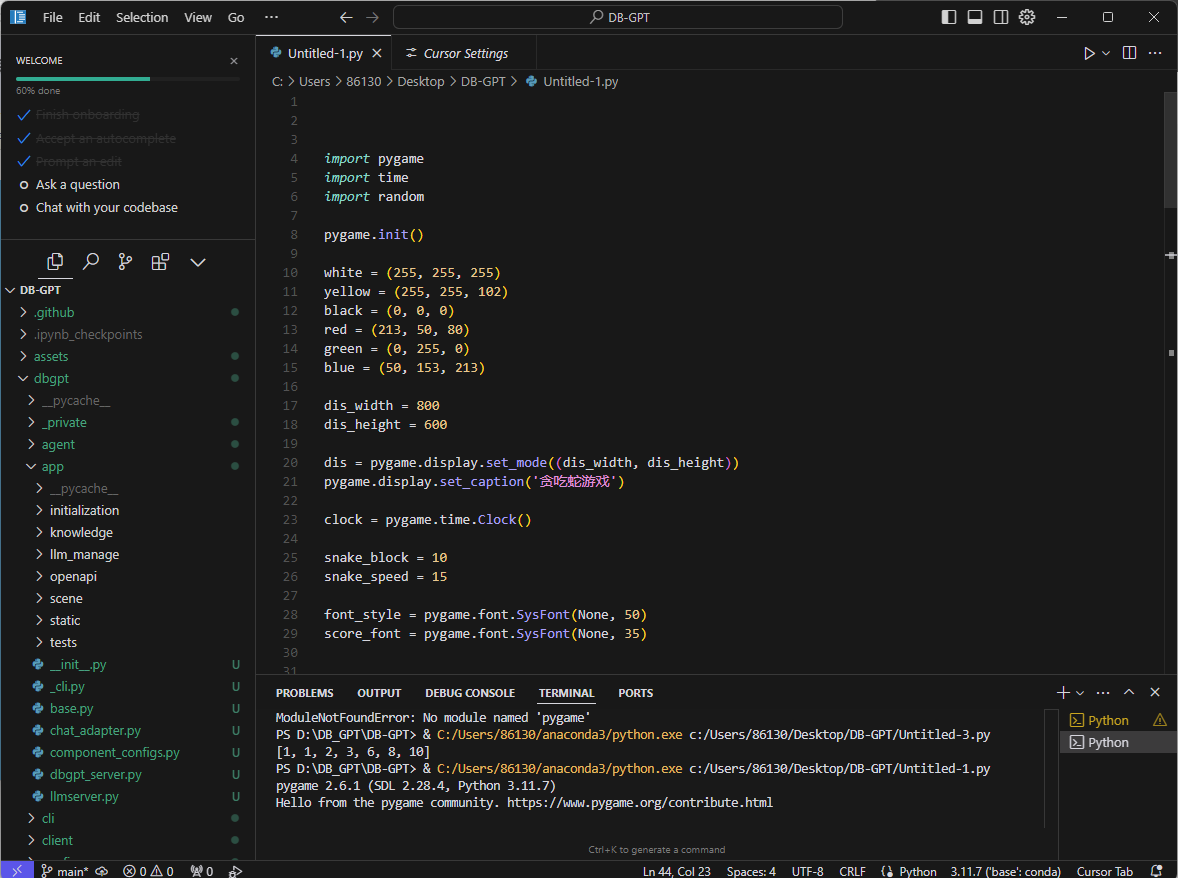 File Edit Selection View Go ··· DB-GPT
WELCOME
60% done
Finish onboarding
Accept an autocomplete
Prompt an edit
Ask a question
Chat with your codebase
DB-GPT
.github
.ipynb_checkpoints
assets
dbgpt
__pycache__
_private
agent
app
__pycache__
initialization
knowledge
llm_manage
openapi
scene
static
tests
__init__.py U
_cli.py U
base.py U
chat_adapter.py U
component_configs.py U
dbgpt_server.py U
llmserver.py U
cli
client
Untitled-1.py Cursor Settings
C: > Users > 86130 > Desktop > DB-GPT > Untitled-1.py
1
2
3
4 import pygame
5 import time
6 import random
7
8 pygame.init()
9
10 white = (255, 255, 255)
11 yellow = (255, 255, 102)
12 black = (0, 0, 0)
13 red = (213, 50, 80)
14 green = (0, 255, 0)
15 blue = (50, 153, 213)
16
17 dis_width = 800
18 dis_height = 600
19
20 dis = pygame.display.set_mode((dis_width, dis_height))
21 pygame.display.set_caption('贪吃蛇游戏')
22
23 clock = pygame.time.Clock()
24
25 snake_block = 10
26 snake_speed = 15
27
28 font_style = pygame.font.SysFont(None, 50)
29 score_font = pygame.font.SysFont(None, 35)
30
31
PROBLEMS OUTPUT DEBUG CONSOLE TERMINAL PORTS
ModuleNotFoundError: No module named 'pygame'
PS D:\DB_GPT\DB-GPT> & C:/Users/86130/anaconda3/python.exe c:/Users/86130/Desktop/DB-GPT/Untitled-3.py
[1, 1, 2, 3, 6, 8, 10]
PS D:\DB_GPT\DB-GPT> & C:/Users/86130/anaconda3/python.exe c:/Users/86130/Desktop/DB-GPT/Untitled-1.py
pygame 2.6.1 (SDL 2.28.4, Python 3.11.7)
Hello from the pygame community. https://www.pygame.org/contribute.html
Ctrl+K to generate a command
Python
Python
main* 0 0 0 Ln 44, Col 23 Spaces: 4 UTF-8 CRLF Python 3.11.7 ('base': conda) Cursor Tab